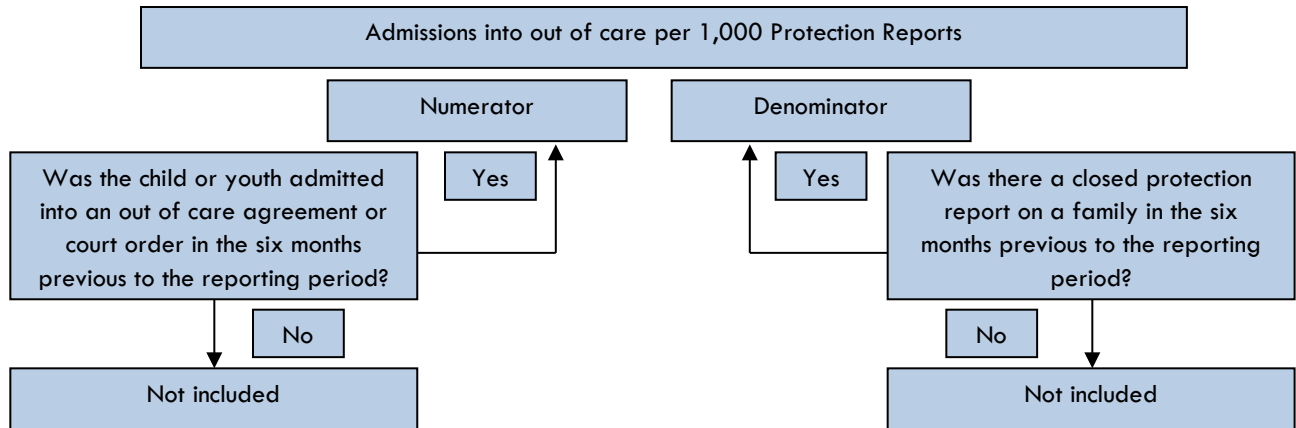 Admissions into out of care per 1,000 Protection Reports
Numerator
Denominator
Yes
Yes
Was the child or youth admitted
into an out of care agreement or
court order in the six months
previous to the reporting period?
Was there a closed protection
report on a family in the six
months previous to the reporting
period?
No
No
Not included
Not included